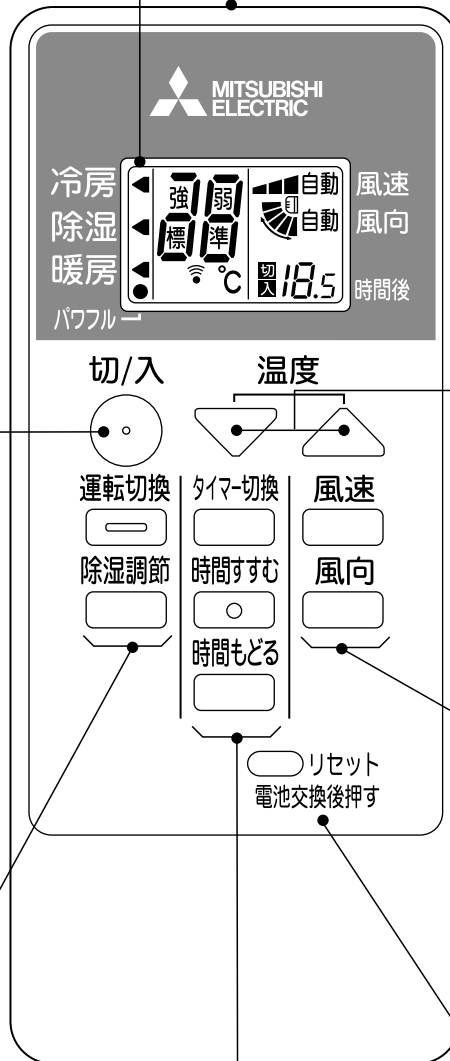 MITSUBISHI
ELECTRIC
冷房
除湿
暖房
パワフル
強 弱
標 準
℃
自動 風速
自動 風向
切
入 18.5 時間後
切/入 温度
運転切換 タイマー切換 風速
除湿調節 時間すすむ 風向
時間もどる
リセット
電池交換後押す